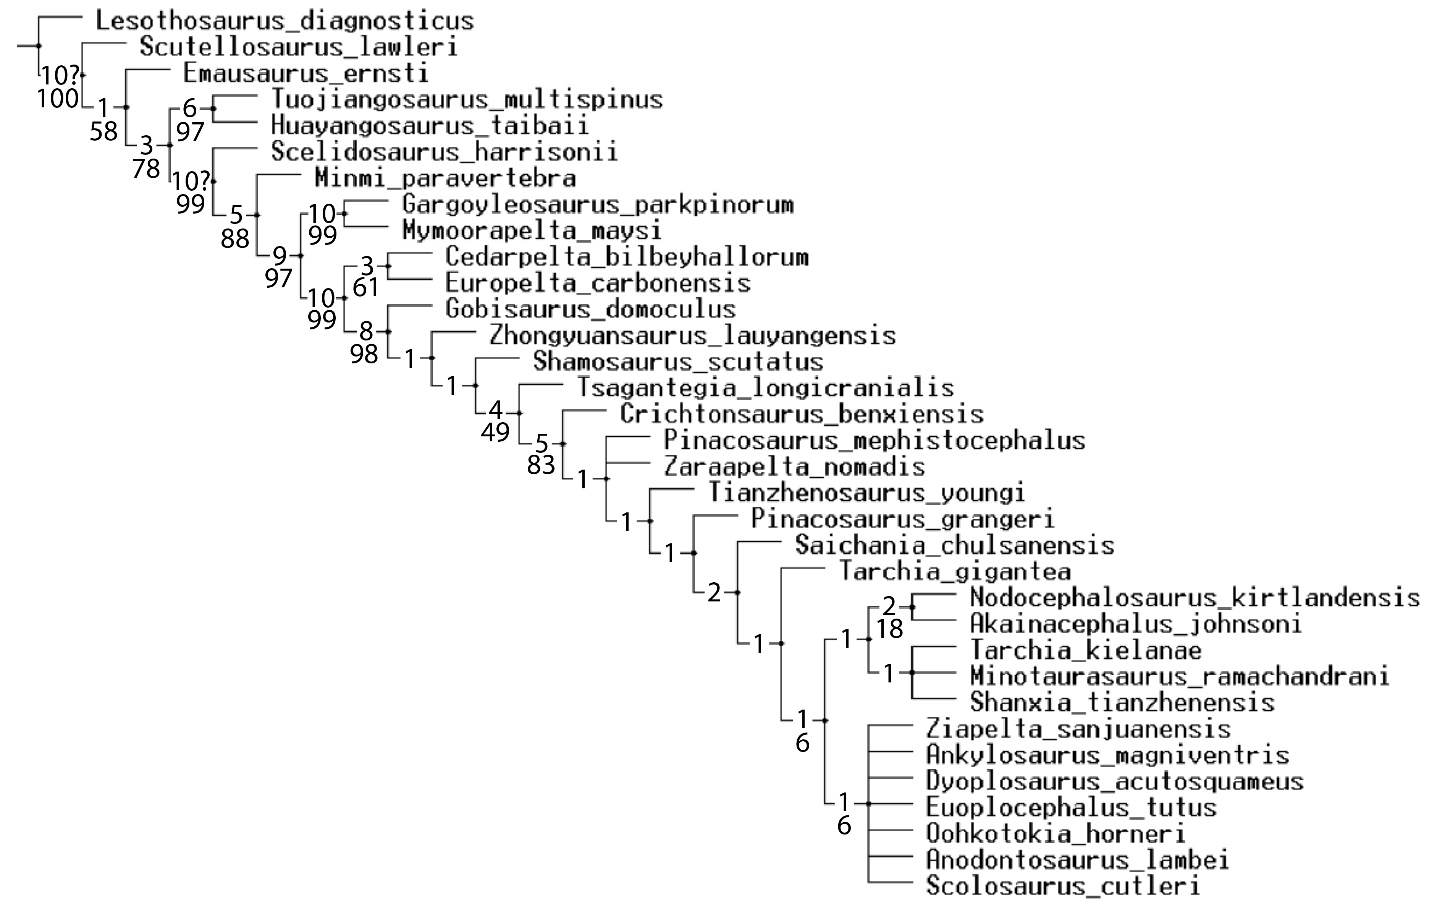 Lesothosaurus_diagnosticus
Scutellosaurus_lawleri
10?
Emausaurus_ernsti
100
1
Tuojiangosaurus_multispinus
6
58
97
Huayangosaurus_taibaii
3
Scelidosaurus_harrisonii
78
10?
Minmi_paravertebra
99
Gargoyleosaurus_parkpinorum
5
10
88
99
Mymoorapelta_maysi
9
Cedarpelta_bilbeyhallorum
97
3
61
Europelta_carbonensis
10
Gobisaurus_domoculus
99
8
Zhongyuansaurus_lauyangensis
98
1
Shamosaurus_scutatus
1
Tsagantegia_longicranialis
4
Crichtonsaurus_benxiensis
49
5
Pinacosaurus_mephistocephalus
83
Zaraapelta_nomadis
1
Tianzhenosaurus_youngi
1
Pinacosaurus_grangeri
1
Saichania_chulsanensis
Tarchia_gigantea
2
Nodocephalosaurus_kirtlandensis
2
18
Akainacephalus_johnsoni
1
1
Tarchia_kielanae
1
Minotaurasaurus_ramachandrani
Shanxia_tianzhenensis
1
6
Ziapelta_sanjuanensis
Ankylosaurus_magniventris
Dyoplosaurus_acutosquameus
1
Euoplocephalus_tutus
6
Oohkotokia_horneri
Anodontosaurus_lambei
Scolosaurus_cutleri